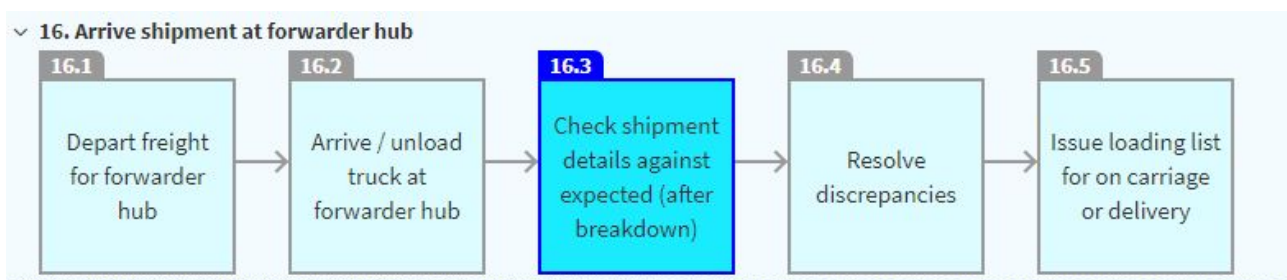 16. Arrive shipment at forwarder hub
16.1
Depart freight
for forwarder
hub
16.2
Arrive / unload
truck at
forwarder hub
16.3
Check shipment
details against
expected (after
breakdown)
16.4
Resolve
discrepancies
16.5
Issue loading list
for on carriage
or delivery